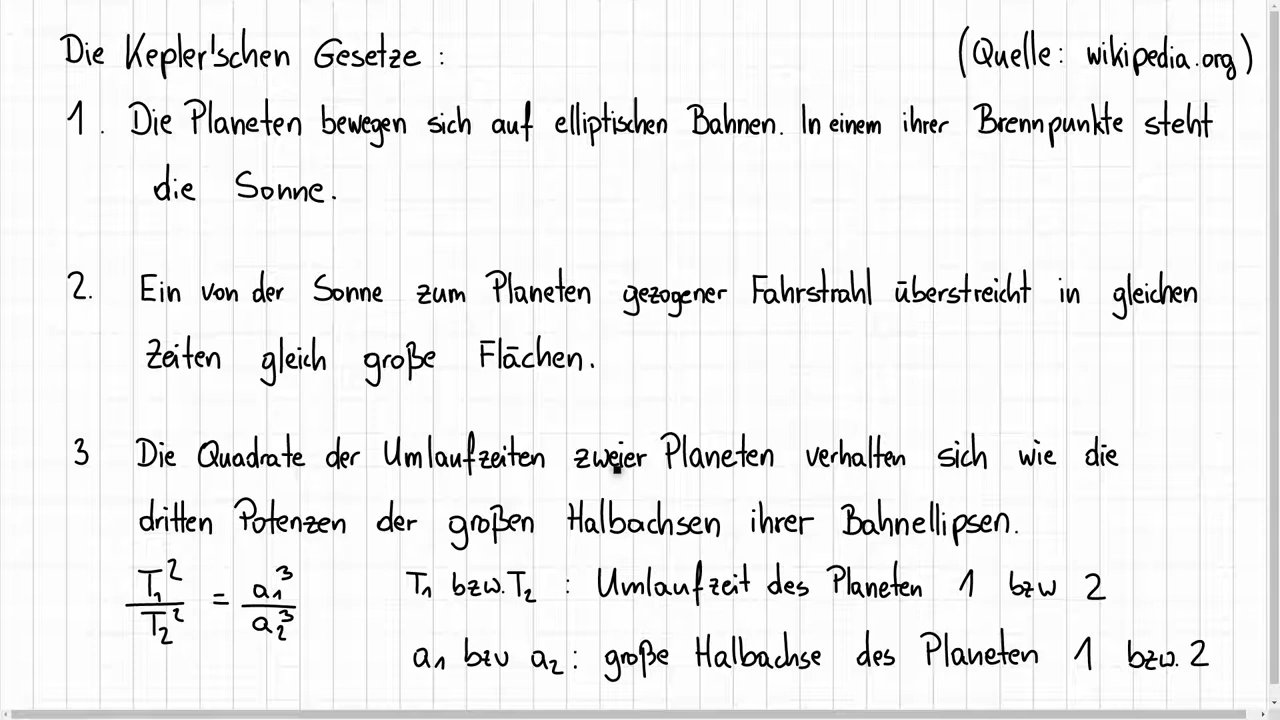 Die Kepler'schen Gesetze : (Quelle: wikipedia.org)
1. Die Planeten bewegen sich auf elliptischen Bahnen. In einem ihrer Brennpunkte steht
die Sonne.
2. Ein von der Sonne zum Planeten gezogener Fahrstrahl überstreicht in gleichen
Zeiten gleich große Flächen.
3 Die Quadrate der Umlaufzeiten zweier Planeten verhalten sich wie die
dritten Potenzen der großen Halbachsen ihrer Bahnellipsen.
T₁²/T₂² = a₁³/a₂³ T₁ bzw. T₂ : Umlaufzeit des Planeten 1 bzw 2
a₁ bzw a₂: große Halbachse des Planeten 1 bzw. 2